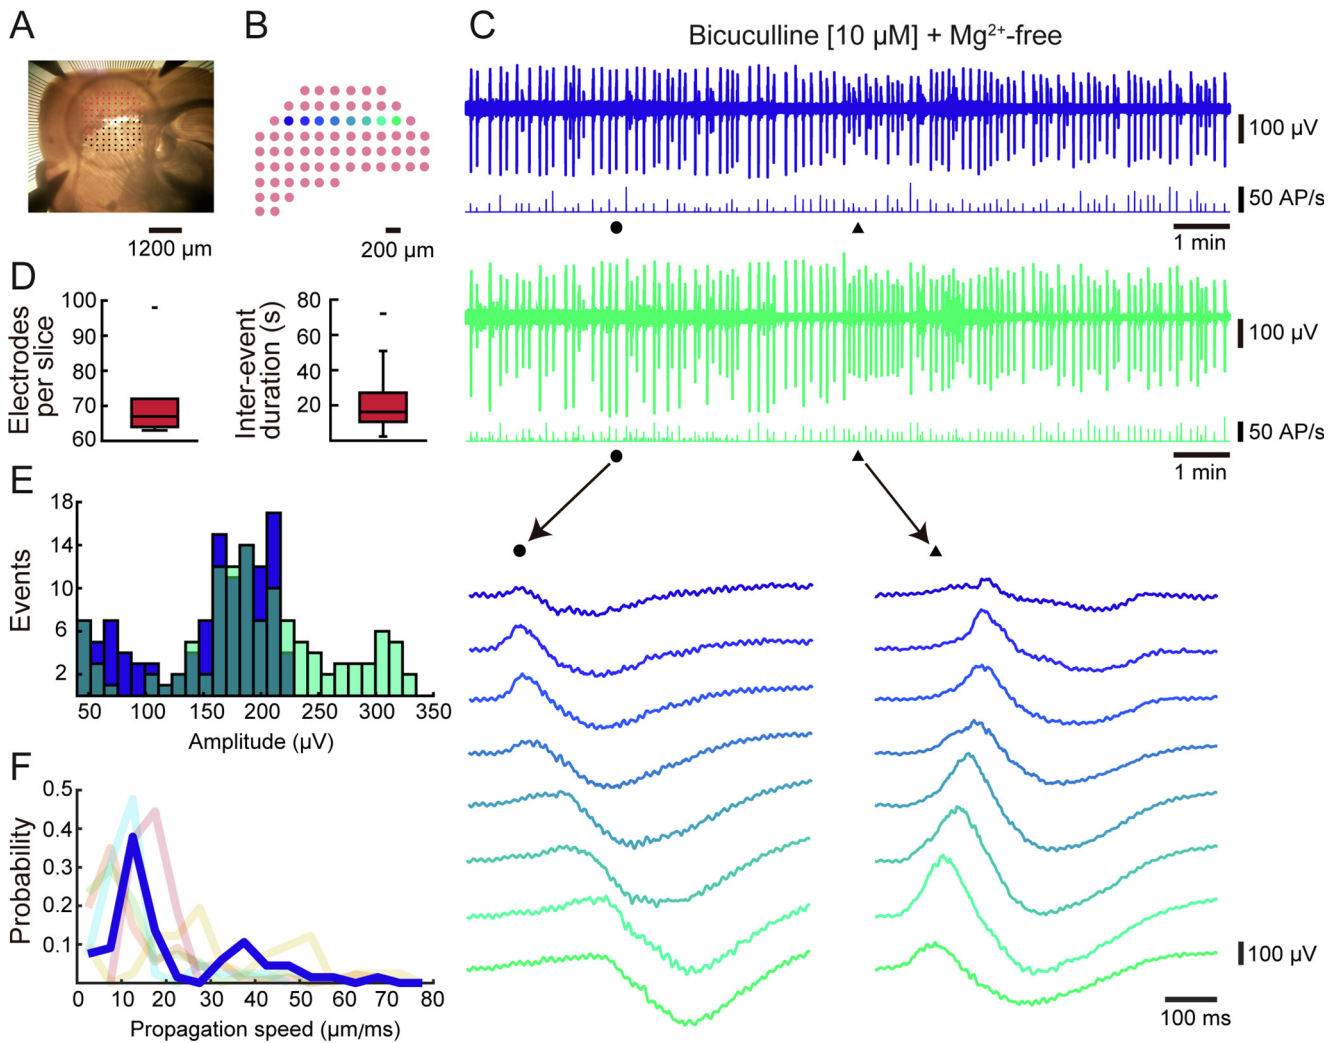 A
1200 µm
B
200 µm
C
Bicuculline [10 µM] + Mg²⁺-free
100 µV
50 AP/s
1 min
100 µV
50 AP/s
1 min
D
Electrodes
per slice
100
90
80
70
60
Inter-event
duration (s)
80
60
40
20
E
Events
18
14
10
6
2
50 100 150 200 250 300 350
Amplitude (µV)
F
Probability
0.5
0.4
0.3
0.2
0.1
0 10 20 30 40 50 60 70 80
Propagation speed (µm/ms)
100 µV
100 ms